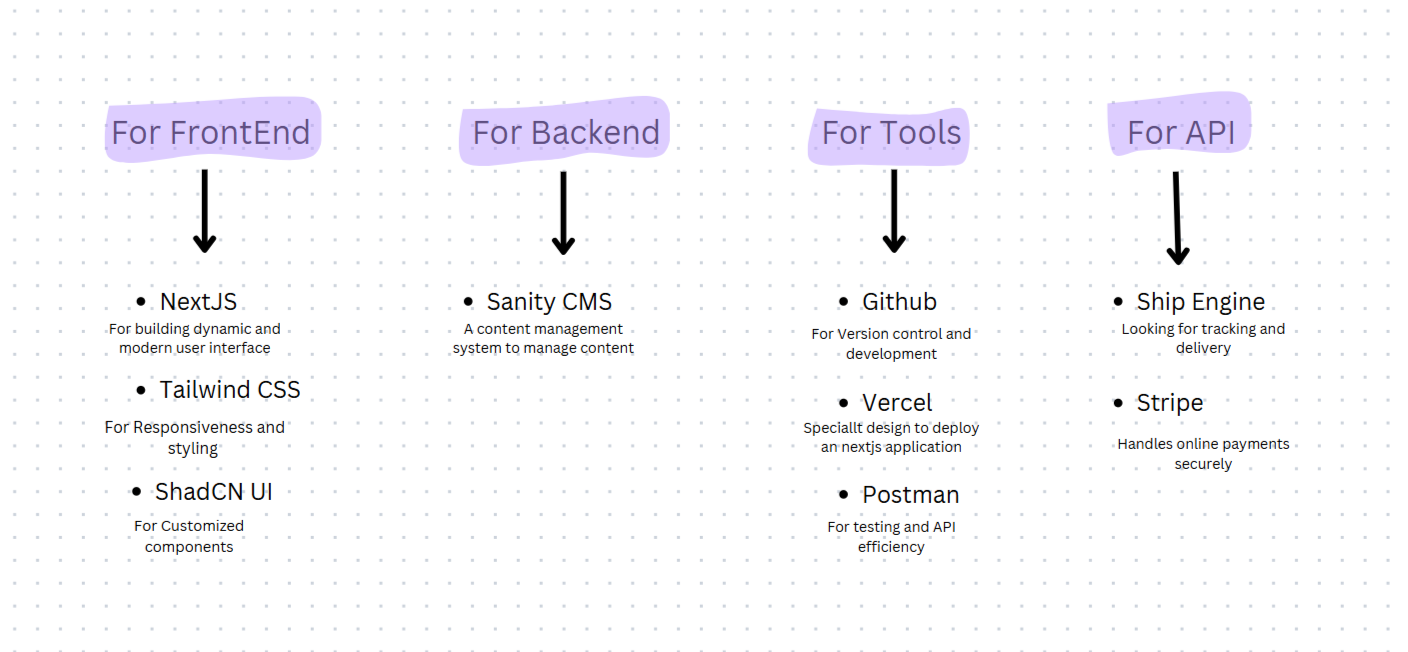 For FrontEnd
NextJS
For building dynamic and
modern user interface
Tailwind CSS
For Responsiveness and
styling
ShadCN UI
For Customized
components
For Backend
Sanity CMS
A content management
system to manage content
For Tools
Github
For Version control and
development
Vercel
Speciallt design to deploy
an nextjs application
Postman
For testing and API
efficiency
For API
Ship Engine
Looking for tracking and
delivery
Stripe
Handles online payments
securely